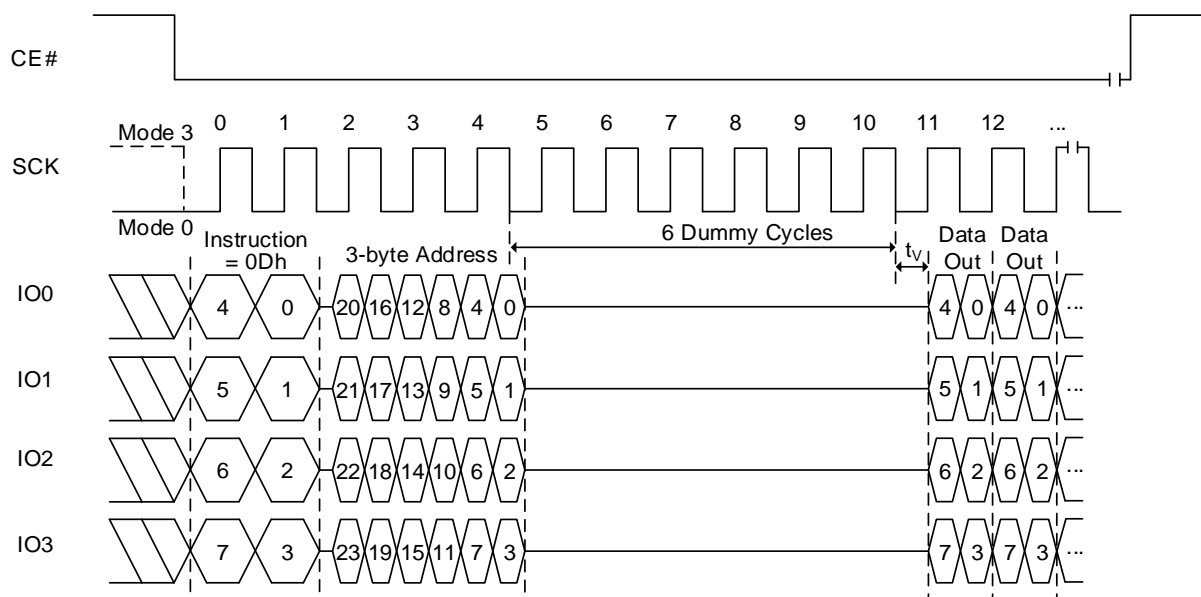 CE#
0 1 2 3 4 5 6 7 8 9 10 11 12 ...
Mode 3
SCK
Mode 0
Instruction
= 0Dh
3-byte Address
6 Dummy Cycles
tV
Data
Out
Data
Out
IO0 4 0 20 16 12 8 4 0 4 0 4 0 ...
IO1 5 1 21 17 13 9 5 1 5 1 5 1 ...
IO2 6 2 22 18 14 10 6 2 6 2 6 2 ...
IO3 7 3 23 19 15 11 7 3 7 3 7 3 ...